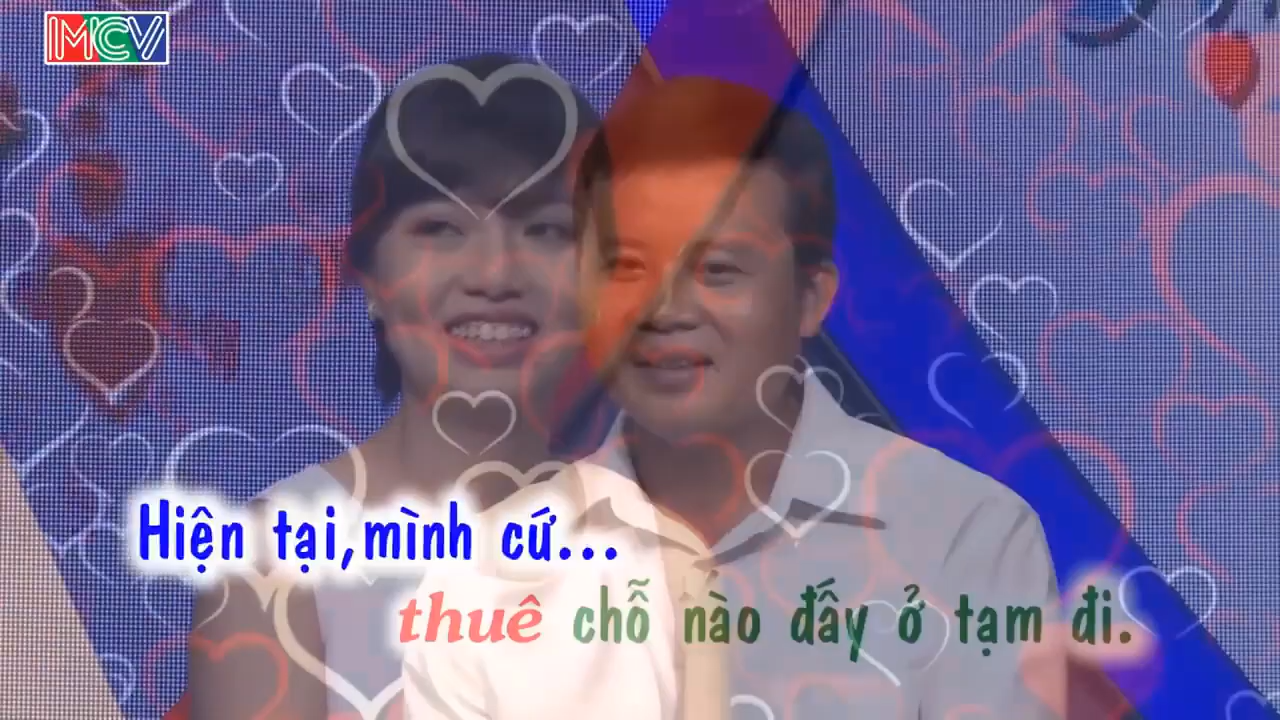 MCV
Hiện tại,mình cứ...
thuê chỗ nào đấy ở tạm đi.